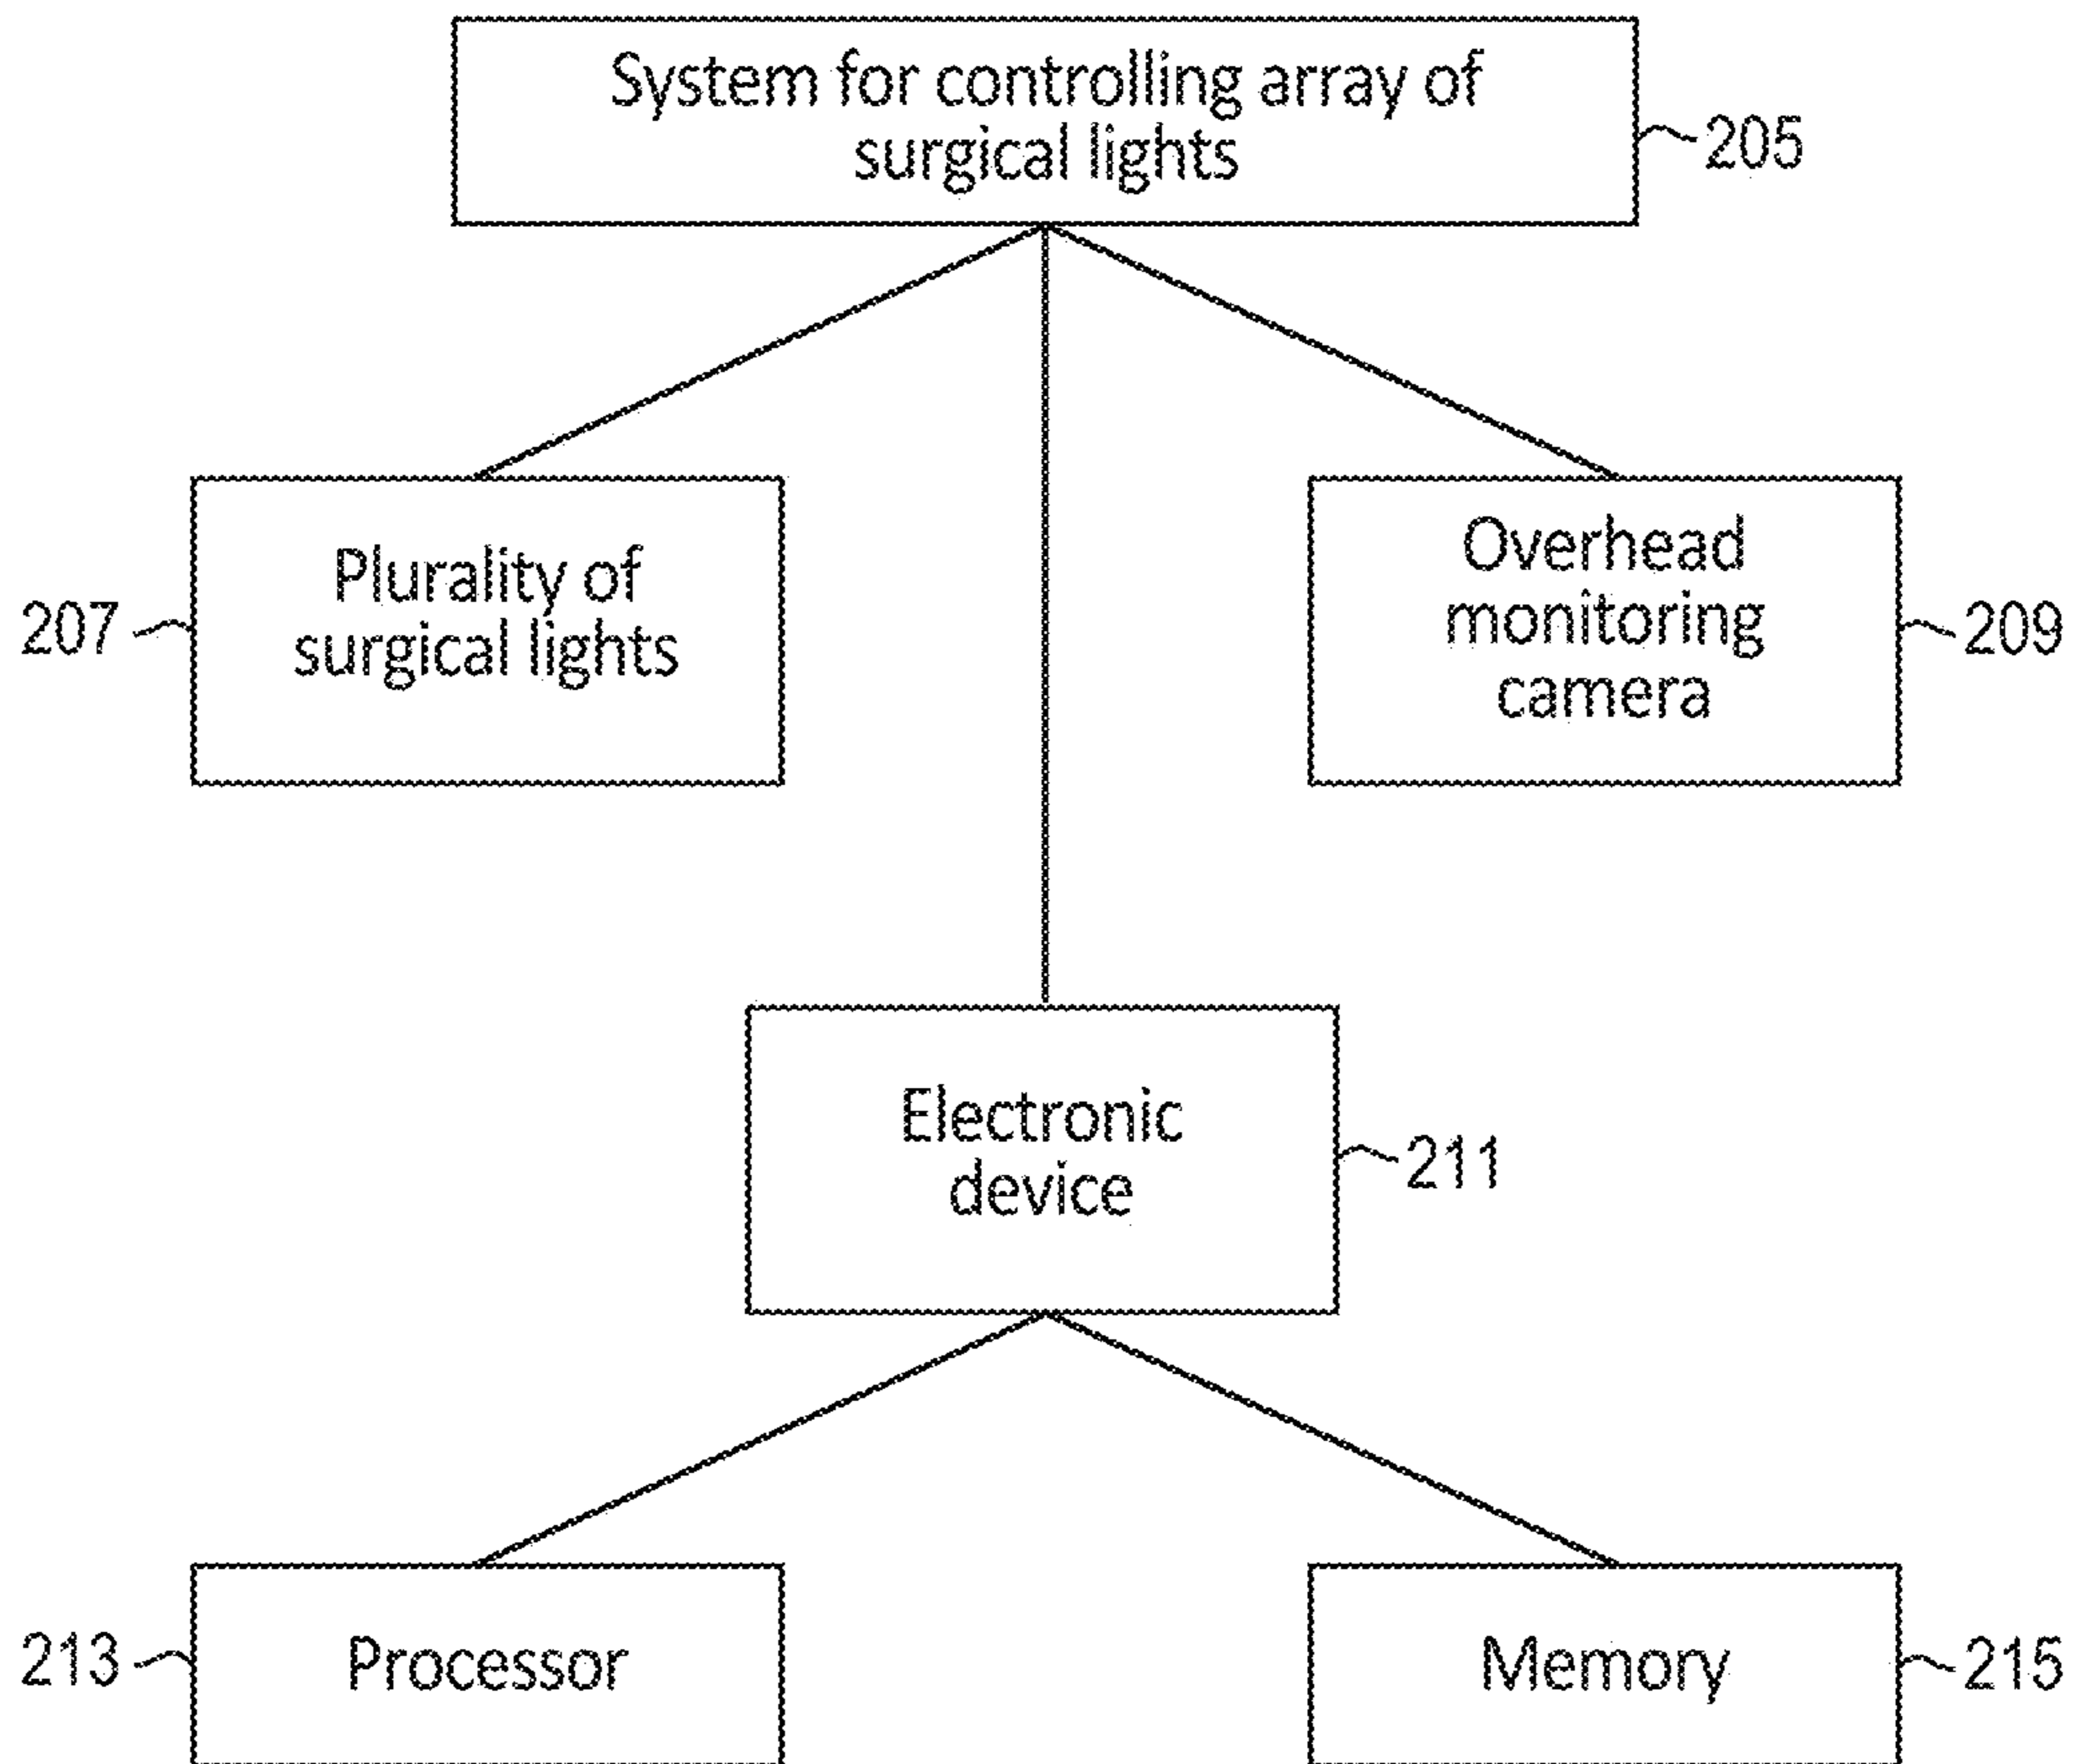 System for controlling array of
surgical lights
205
Plurality of
surgical lights
207
Overhead
monitoring
camera
209
Electronic
device
211
Processor
213
Memory
215